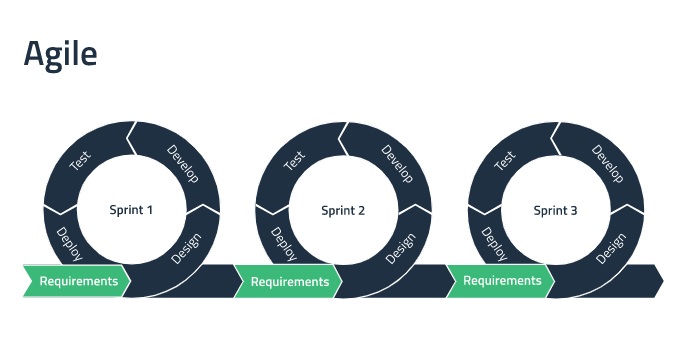 Agile
Test
Develop
Sprint 1
Deploy
Design
Requirements
Test
Develop
Sprint 2
Deploy
Design
Requirements
Test
Develop
Sprint 3
Deploy
Design
Requirements